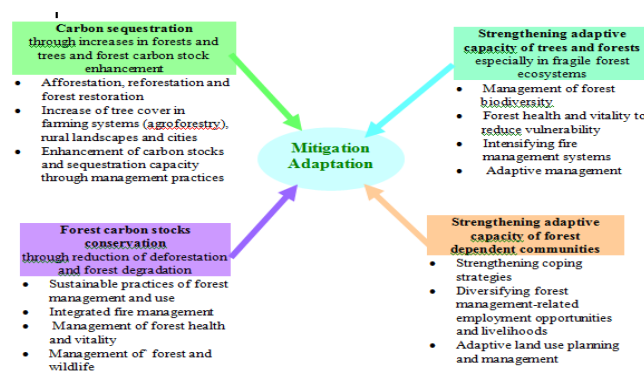 Carbon sequestration
through increases in forests and
trees and forest carbon stock
enhancement
• Afforestation, reforestation and
forest restoration
• Increase of tree cover in
farming systems (agroforestry),
rural landscapes and cities
• Enhancement of carbon stocks
and sequestration capacity
through management practices
Strengthening adaptive
capacity of trees and forests
especially in fragile forest
ecosystems
• Management of forest
biodiversity
• Forest health and vitality to
reduce vulnerability
• Intensifying fire
management systems
• Adaptive management
Mitigation
Adaptation
Forest carbon stocks
conservation
through reduction of deforestation
and forest degradation
• Sustainable practices of forest
management and use
• Integrated fire management
• Management of forest health
and vitality
• Management of forest and
wildlife
Strengthening adaptive
capacity of forest
dependent communities
• Strengthening coping
strategies
• Diversifying forest
management-related
employment opportunities
and livelihoods
• Adaptive land use planning
and management